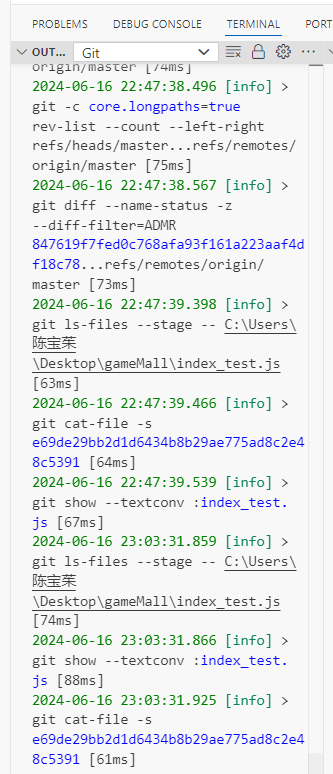 PROBLEMS DEBUG CONSOLE TERMINAL POR
OUT... Git ...
origin/master [74ms]
2024-06-16 22:47:38.496 [info] >
git -c core.longpaths=true
rev-list --count --left-right
refs/heads/master...refs/remotes/
origin/master [75ms]
2024-06-16 22:47:38.567 [info] >
git diff --name-status -z
--diff-filter=ADMR
847619f7fed0c768afa93f161a223aaf4d
f18c78...refs/remotes/origin/
master [73ms]
2024-06-16 22:47:39.398 [info] >
git ls-files --stage -- C:\Users\
陈宝茱
\Desktop\gameMall\index_test.js
[63ms]
2024-06-16 22:47:39.466 [info] >
git cat-file -s
e69de29bb2d1d6434b8b29ae775ad8c2e4
8c5391 [64ms]
2024-06-16 22:47:39.539 [info] >
git show --textconv :index_test.
js [67ms]
2024-06-16 23:03:31.859 [info] >
git ls-files --stage -- C:\Users\
陈宝茱
\Desktop\gameMall\index_test.js
[74ms]
2024-06-16 23:03:31.866 [info] >
git show --textconv :index_test.
js [88ms]
2024-06-16 23:03:31.925 [info] >
git cat-file -s
e69de29bb2d1d6434b8b29ae775ad8c2e4
8c5391 [61ms]